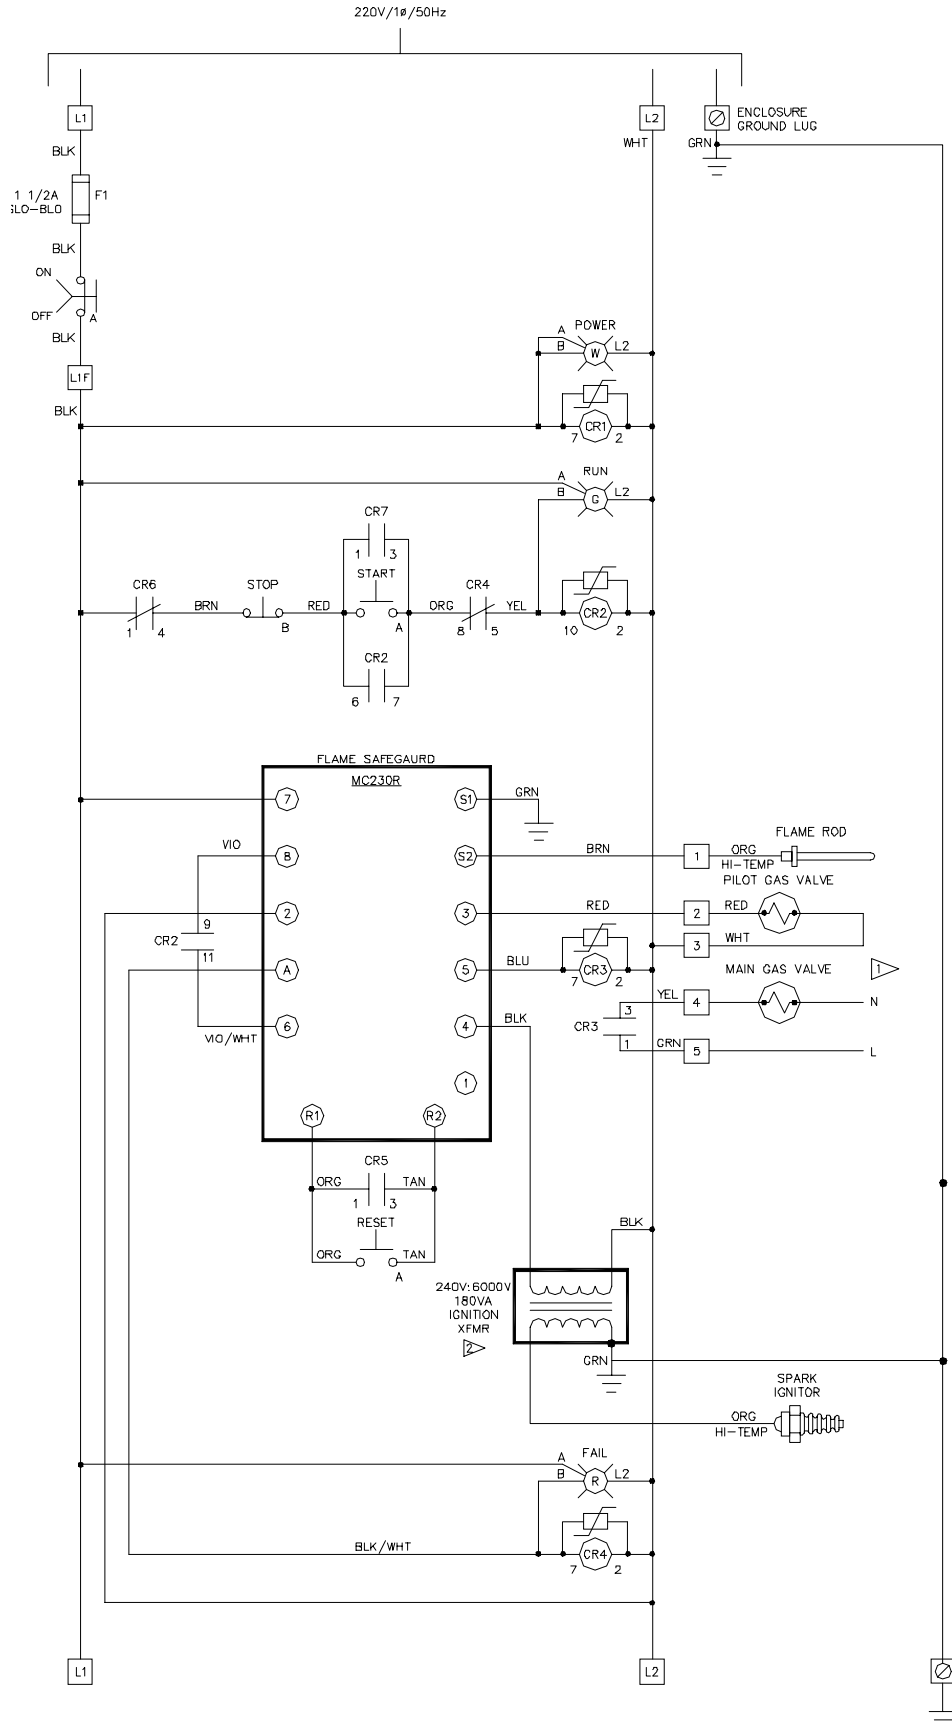 220V/1ø/50Hz
L1
L2
ENCLOSURE
GROUND LUG
BLK
WHT
GRN
1 1/2A
F1
SLO-BLO
BLK
ON
OFF
A
BLK
L1F
BLK
POWER
A
B
W
L2
CR1
7
2
RUN
A
B
G
L2
CR7
1
3
START
A
CR6
1
4
BRN
STOP
B
RED
ORG
CR4
8
5
YEL
CR2
10
2
CR2
6
7
FLAME SAFEGAURD
MC230R
7
S1
GRN
VIO
8
S2
BRN
1
ORG
HI-TEMP
FLAME ROD
PILOT GAS VALVE
2
3
RED
2
RED
3
WHT
CR2
9
11
A
5
BLU
CR3
7
2
MAIN GAS VALVE
1
YEL
4
N
CR3
3
1
GRN
5
L
VIO/WHT
6
4
BLK
1
R1
R2
CR5
ORG
TAN
1
3
RESET
ORG
TAN
A
BLK
240V:6000V
180VA
IGNITION
XFMR
2
GRN
SPARK
IGNITOR
ORG
HI-TEMP
FAIL
A
B
R
L2
BLK/WHT
CR4
7
2
L1
L2